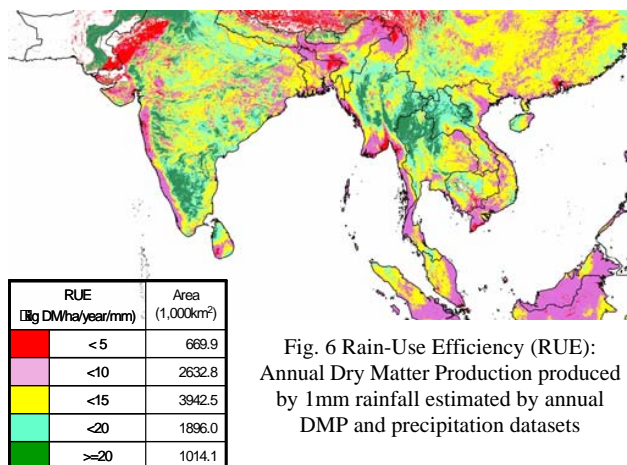 RUE
Area
kg DM/ha/year/mm)
(1,000km²)
< 5
669.9
<10
2632.8
<15
3942.5
<20
1896.0
>=20
1014.1
Fig. 6 Rain-Use Efficiency (RUE):
Annual Dry Matter Production produced
by 1mm rainfall estimated by annual
DMP and precipitation datasets